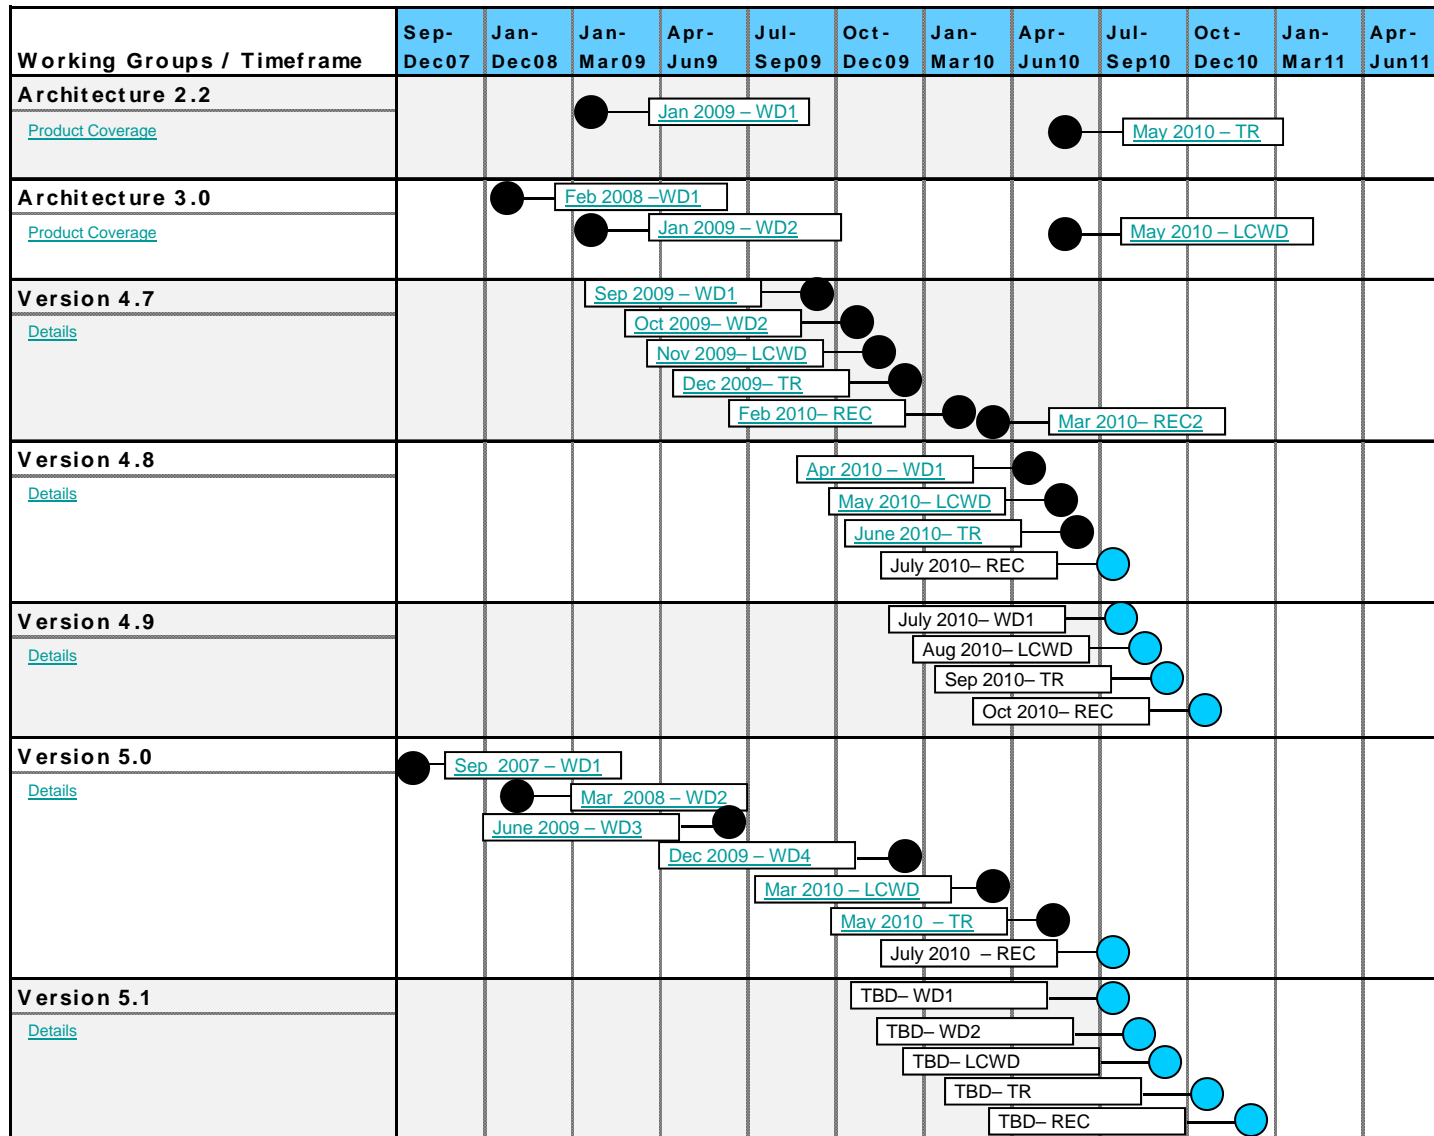 Working Groups / Timeframe
Sep-
Dec07
Jan-
Dec08
Jan-
Mar09
Apr-
Jun9
Jul-
Sep09
Oct-
Dec09
Jan-
Mar10
Apr-
Jun10
Jul-
Sep10
Oct-
Dec10
Jan-
Mar11
Apr-
Jun11
Architecture 2.2
Product Coverage
Jan 2009 – WD1
May 2010 – TR
Architecture 3.0
Product Coverage
Feb 2008 –WD1
Jan 2009 – WD2
May 2010 – LCWD
Version 4.7
Details
Sep 2009 – WD1
Oct 2009– WD2
Nov 2009– LCWD
Dec 2009– TR
Feb 2010– REC
Mar 2010– REC2
Version 4.8
Details
Apr 2010 – WD1
May 2010– LCWD
June 2010– TR
July 2010– REC
Version 4.9
Details
July 2010– WD1
Aug 2010– LCWD
Sep 2010– TR
Oct 2010– REC
Version 5.0
Details
Sep 2007 – WD1
Mar 2008 – WD2
June 2009 – WD3
Dec 2009 – WD4
Mar 2010 – LCWD
May 2010 – TR
July 2010 – REC
Version 5.1
Details
TBD– WD1
TBD– WD2
TBD– LCWD
TBD– TR
TBD– REC